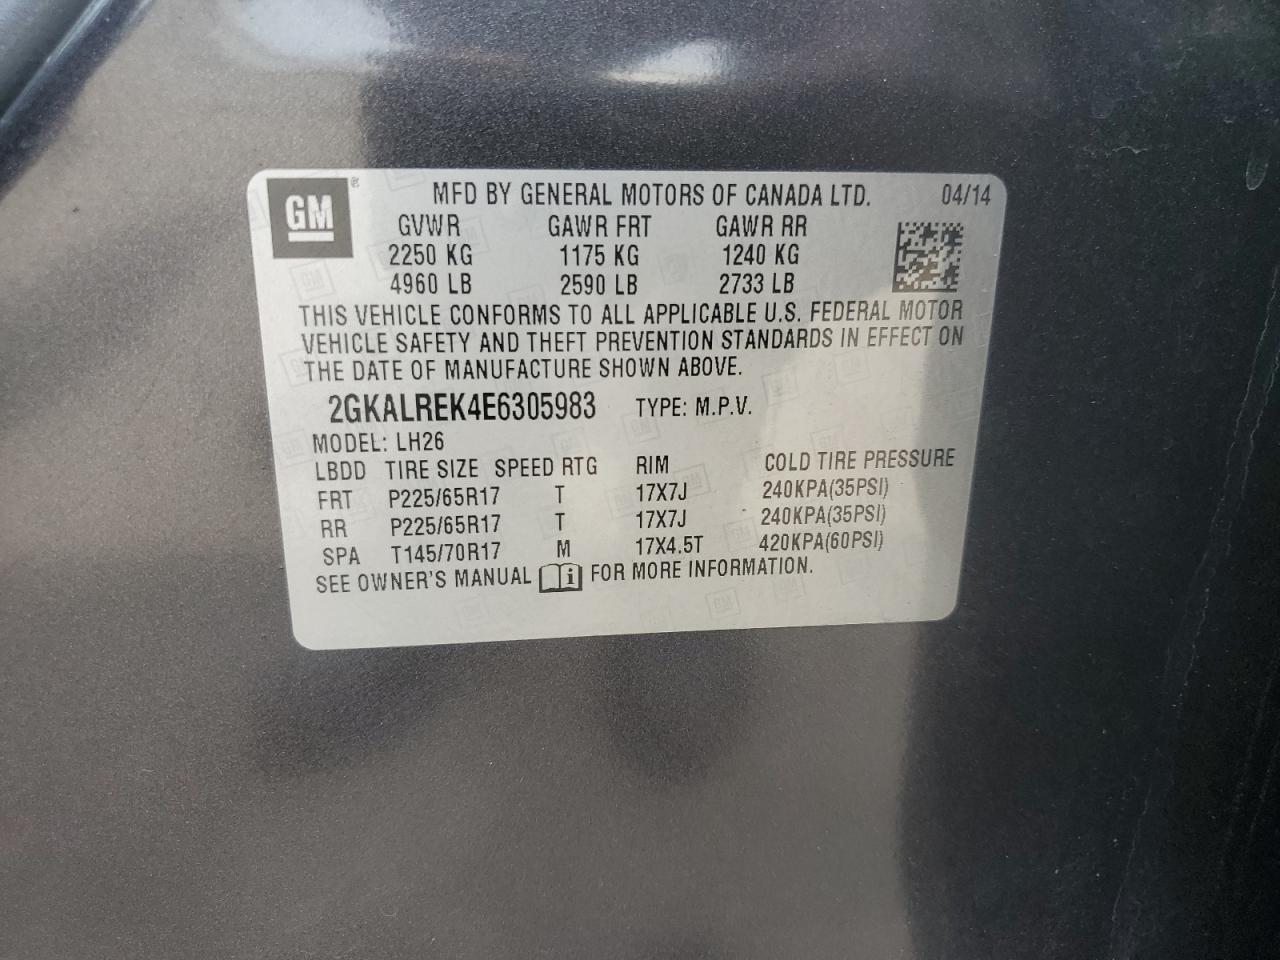 GM ® MFD BY GENERAL MOTORS OF CANADA LTD. 04/14
GVWR GAWR FRT GAWR RR
2250 KG 1175 KG 1240 KG
4960 LB 2590 LB 2733 LB
THIS VEHICLE CONFORMS TO ALL APPLICABLE U.S. FEDERAL MOTOR
VEHICLE SAFETY AND THEFT PREVENTION STANDARDS IN EFFECT ON
THE DATE OF MANUFACTURE SHOWN ABOVE.
2GKALREK4E6305983 TYPE: M.P.V.
MODEL: LH26
LBDD TIRE SIZE SPEED RTG RIM COLD TIRE PRESSURE
FRT P225/65R17 T 17X7J 240KPA(35PSI)
RR P225/65R17 T 17X7J 240KPA(35PSI)
SPA T145/70R17 M 17X4.5T 420KPA(60PSI)
SEE OWNER'S MANUAL i FOR MORE INFORMATION.